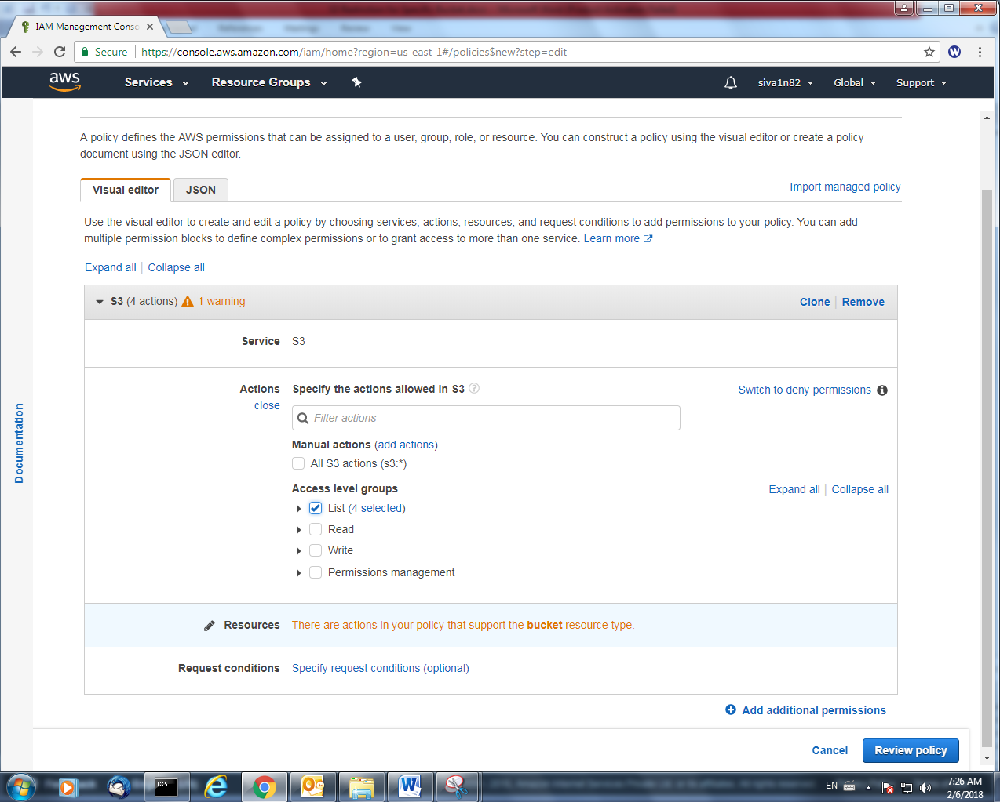 IAM Management Conso
Secure https://console.aws.amazon.com/iam/home?region=us-east-1#/policies$new?step=edit
aws Services Resource Groups siva1n82 Global Support
A policy defines the AWS permissions that can be assigned to a user, group, role, or resource. You can construct a policy using the visual editor or create a policy
document using the JSON editor.
Visual editor JSON Import managed policy
Use the visual editor to create and edit a policy by choosing services, actions, resources, and request conditions to add permissions to your policy. You can add
multiple permission blocks to define complex permissions or to grant access to more than one service. Learn more
Expand all Collapse all
S3 (4 actions) 1 warning Clone Remove
Service S3
Actions Specify the actions allowed in S3 ? Switch to deny permissions
close
Filter actions
Manual actions (add actions)
All S3 actions (s3:*)
Access level groups Expand all Collapse all
List (4 selected)
Read
Write
Permissions management
Resources There are actions in your policy that support the bucket resource type.
Request conditions Specify request conditions (optional)
Add additional permissions
Documentation
Cancel Review policy
EN 7:26 AM
2/6/2018